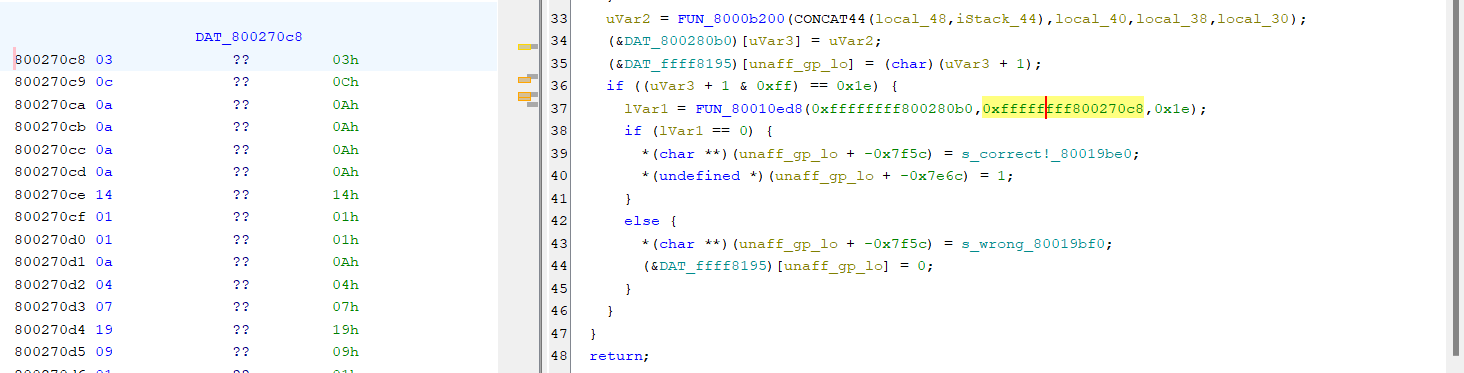 DAT_800270c8
800270c8 03 ?? 03h
800270c9 0c ?? 0Ch
800270ca 0a ?? 0Ah
800270cb 0a ?? 0Ah
800270cc 0a ?? 0Ah
800270cd 0a ?? 0Ah
800270ce 14 ?? 14h
800270cf 01 ?? 01h
800270d0 01 ?? 01h
800270d1 0a ?? 0Ah
800270d2 04 ?? 04h
800270d3 07 ?? 07h
800270d4 19 ?? 19h
800270d5 09 ?? 09h
33 uVar2 = FUN_8000b200(CONCAT44(local_48,iStack_44),local_40,local_38,local_30);
34 (&DAT_800280b0)[uVar3] = uVar2;
35 (&DAT_ffff8195)[unaff_gp_lo] = (char)(uVar3 + 1);
36 if ((uVar3 + 1 & 0xff) == 0x1e) {
37 lVar1 = FUN_80010ed8(0xffffffff800280b0,0xffffffff800270c8,0x1e);
38 if (lVar1 == 0) {
39 *(char **)(unaff_gp_lo + -0x7f5c) = s_correct!_80019be0;
40 *(undefined *)(unaff_gp_lo + -0x7e6c) = 1;
41 }
42 else {
43 *(char **)(unaff_gp_lo + -0x7f5c) = s_wrong_80019bf0;
44 (&DAT_ffff8195)[unaff_gp_lo] = 0;
45 }
46 }
47 }
48 return;